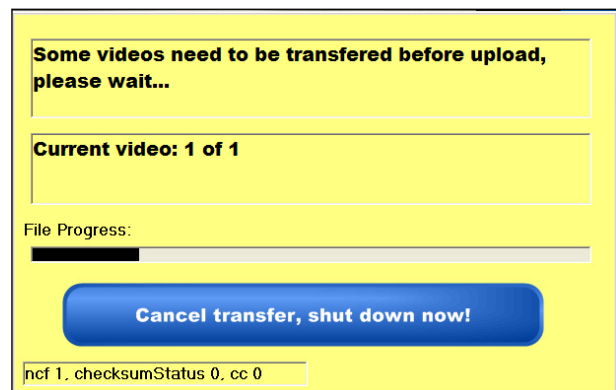 Some videos need to be transfered before upload,
please wait...
Current video: 1 of 1
File Progress:
Cancel transfer, shut down now!
ncf 1, checksumStatus 0, cc 0